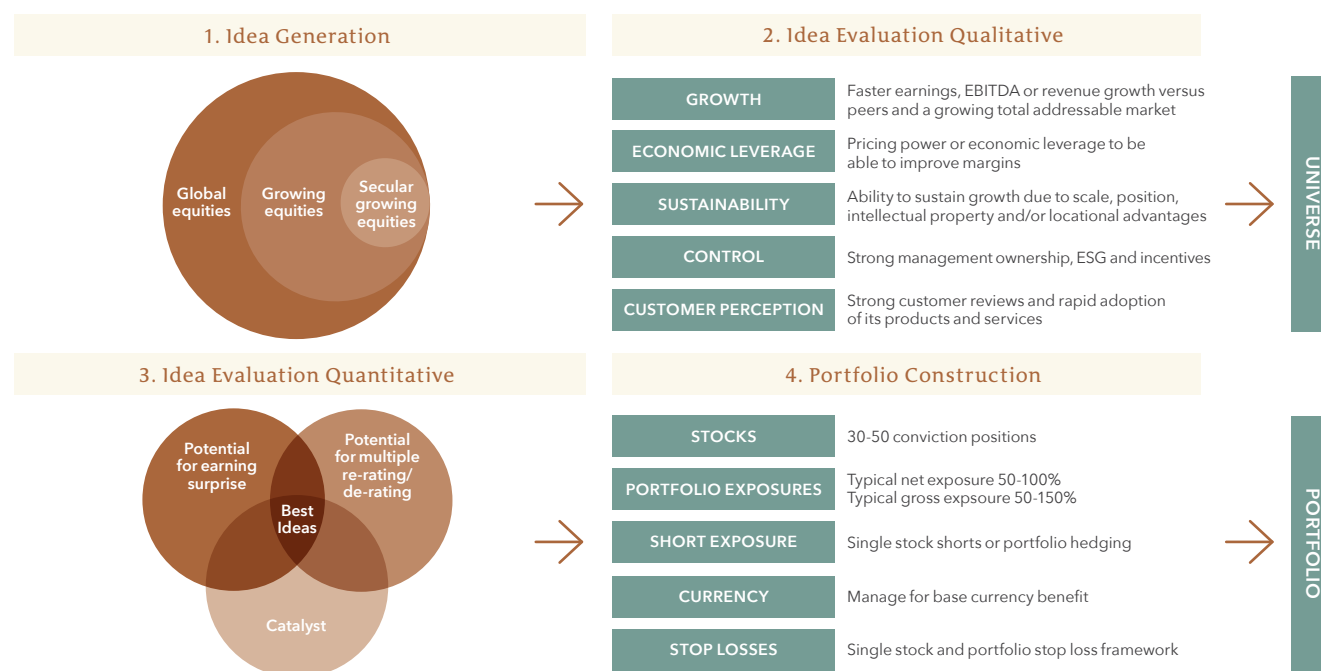 1. Idea Generation
Global
equities
Growing
equities
Secular
growing
equities
2. Idea Evaluation Qualitative
GROWTH
Faster earnings, EBITDA or revenue growth versus
peers and a growing total addressable market
ECONOMIC LEVERAGE
Pricing power or economic leverage to be
able to improve margins
SUSTAINABILITY
Ability to sustain growth due to scale, position,
intellectual property and/or locational advantages
CONTROL
Strong management ownership, ESG and incentives
CUSTOMER PERCEPTION
Strong customer reviews and rapid adoption
of its products and services
UNIVERSE
3. Idea Evaluation Quantitative
Potential
for earning
surprise
Potential
for multiple
re-rating/
de-rating
Best
Ideas
Catalyst
4. Portfolio Construction
STOCKS
30-50 conviction positions
PORTFOLIO EXPOSURES
Typical net exposure 50-100%
Typical gross expsoure 50-150%
SHORT EXPOSURE
Single stock shorts or portfolio hedging
CURRENCY
Manage for base currency benefit
STOP LOSSES
Single stock and portfolio stop loss framework
PORTFOLIO